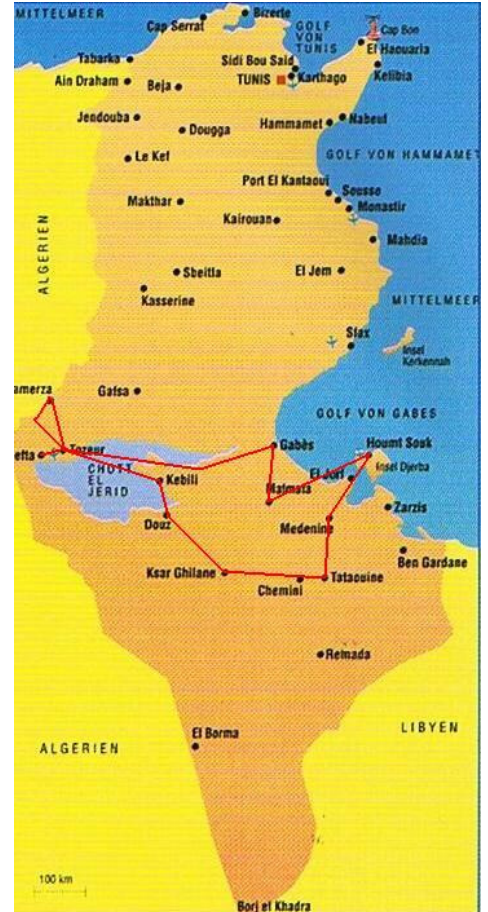 MITTELMEER
Bizerte
Cap Serrat
GOLF
VON
TUNIS
Cap Bon
El Haouaria
Tabarka
Sidi Bou Said
Kelibia
Ain Draham
Beja
TUNIS
Karthago
Jendouba
Dougga
Hammamet
Nabeul
Le Kef
GOLF VON HAMMAMET
Port El Kantaoui
Sousse
Makthar
Monastir
Kairouan
Mahdia
ALGERIEN
Sbeitla
El Jem
Kasserine
MITTELMEER
Sfax
Insel
Kerkennah
amerza
Gafsa
GOLF VON GABES
Gabès
Houmt Souk
efta
Tozeur
CHOTT
EL
JERID
Kebili
El Jorf
Insel Djerba
Matmata
Zarzis
Douz
Medenine
Ben Gardane
Ksar Ghilane
Chemini
Tataouine
Remada
El Borma
LIBYEN
ALGERIEN
100 km
Borj el Khadra